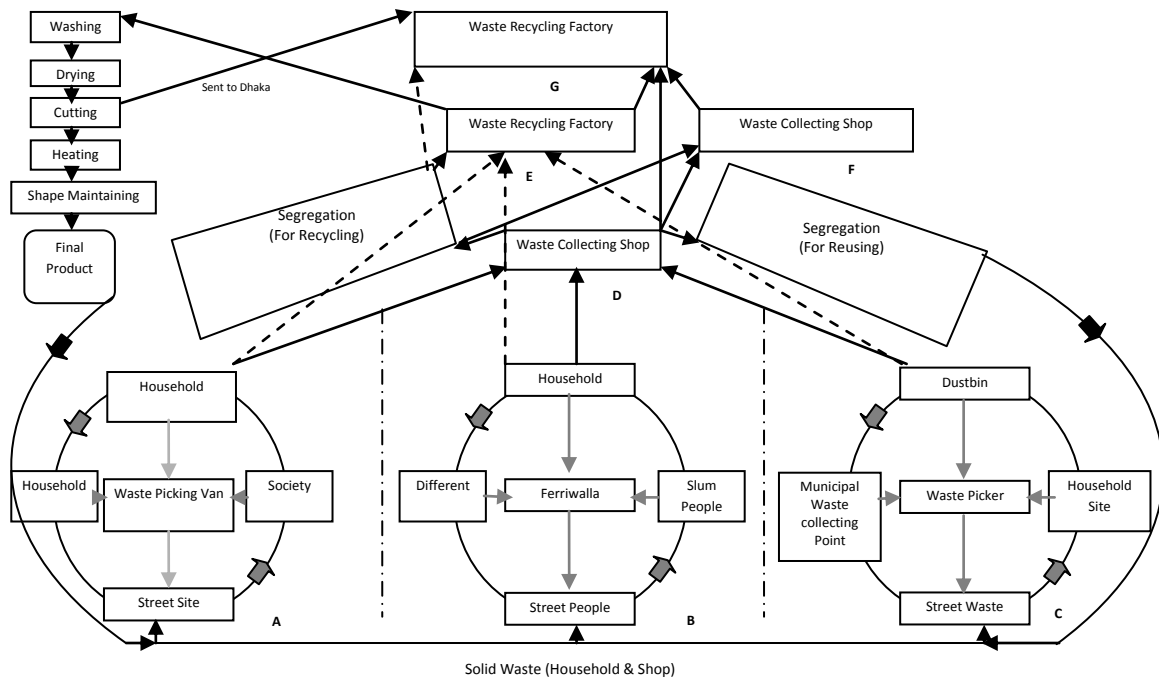 Washing
Drying
Cutting
Heating
Shape Maintaining
Final
Product
Sent to Dhaka
Waste Recycling Factory
G
Waste Recycling Factory
Waste Collecting Shop
E
F
Segregation
(For Recycling)
Waste Collecting Shop
Segregation
(For Reusing)
D
Household
Household
Waste Picking Van
Society
Street Site
A
Household
Different
Ferriwalla
Slum
People
Street People
B
Dustbin
Municipal
Waste
collecting
Point
Waste Picker
Household
Site
Street Waste
C
Solid Waste (Household & Shop)